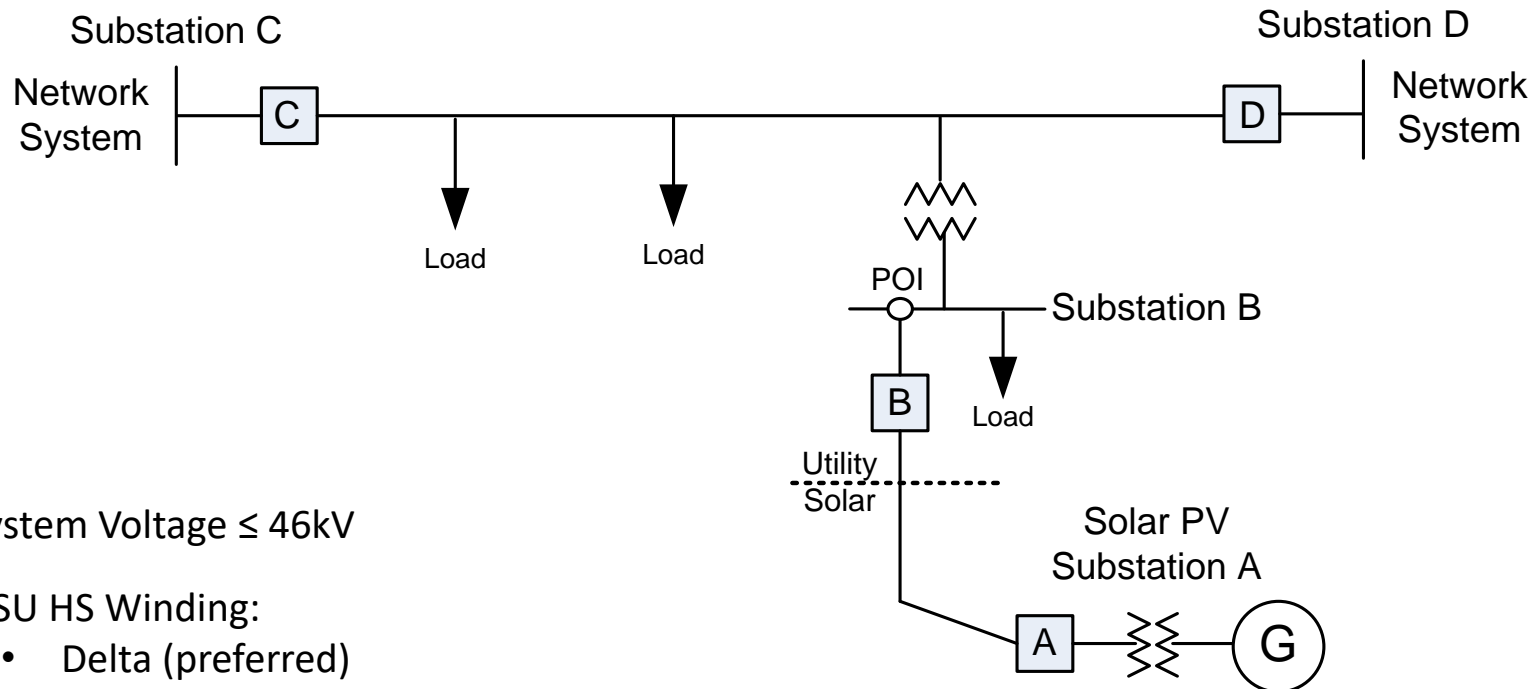 Substation C
Substation D
Network
System
C
D
Network
System
Load
Load
POI
Substation B
B
Load
Utility
Solar
ystem Voltage ≤ 46kV
Solar PV
Substation A
SU HS Winding:
• Delta (preferred)
A
G